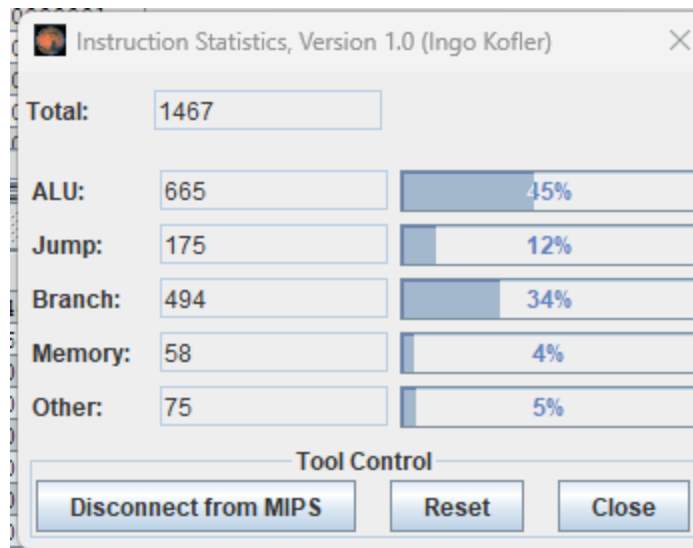 Instruction Statistics, Version 1.0 (Ingo Kofler)
Total: 1467
ALU: 665 45%
Jump: 175 12%
Branch: 494 34%
Memory: 58 4%
Other: 75 5%
Tool Control
Disconnect from MIPS Reset Close